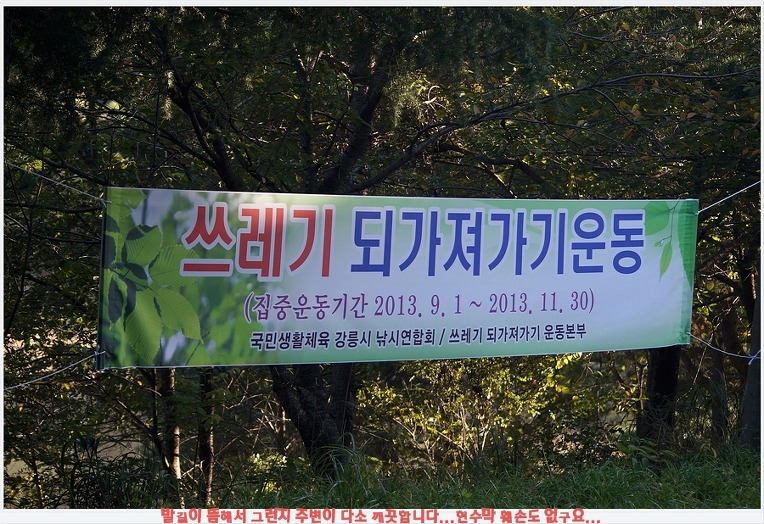 쓰레기 되가져가기운동
(집중운동기간 2013. 9. 1 ~ 2013. 11. 30)
국민생활체육 강릉시 낚시연합회 / 쓰레기 되가져가기 운동본부
발길이 뜸해서 그런지 주변이 다소 깨끗합니다...현수막 훼손도 없구요...